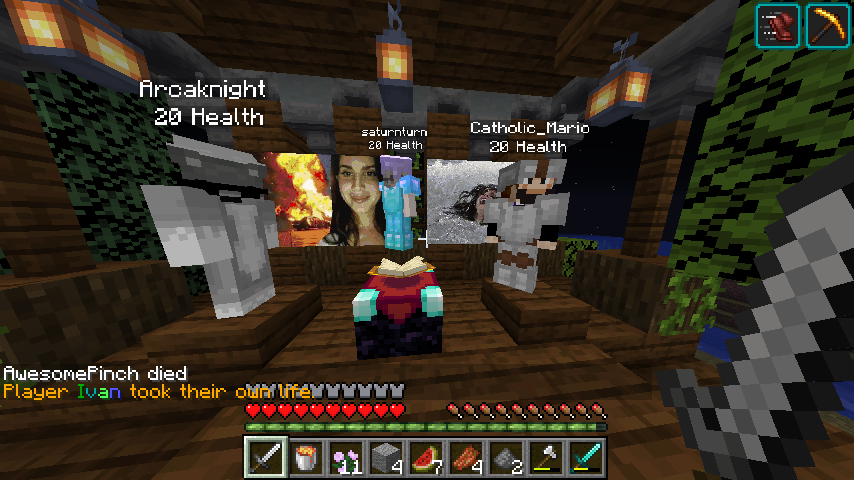 Arcaknight
20 Health
saturnturn
20 Health
Catholic_Mario
20 Health
AwesomePinch died
Player Ivan took their own life
11
4
7
4
2